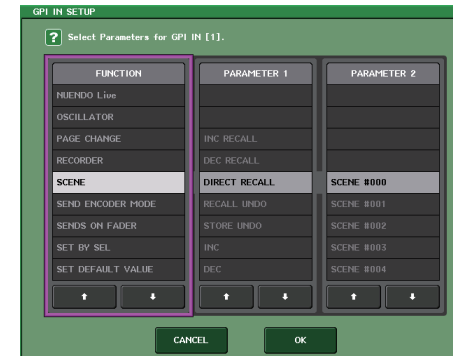 GPI IN SETUP
? Select Parameters for GPI IN [1].
FUNCTION
NUENDO Live
OSCILLATOR
PAGE CHANGE
RECORDER
SCENE
SEND ENCODER MODE
SENDS ON FADER
SET BY SEL
SET DEFAULT VALUE
PARAMETER 1
INC RECALL
DEC RECALL
DIRECT RECALL
RECALL UNDO
STORE UNDO
INC
DEC
PARAMETER 2
SCENE #000
SCENE #001
SCENE #002
SCENE #003
SCENE #004
CANCEL
OK